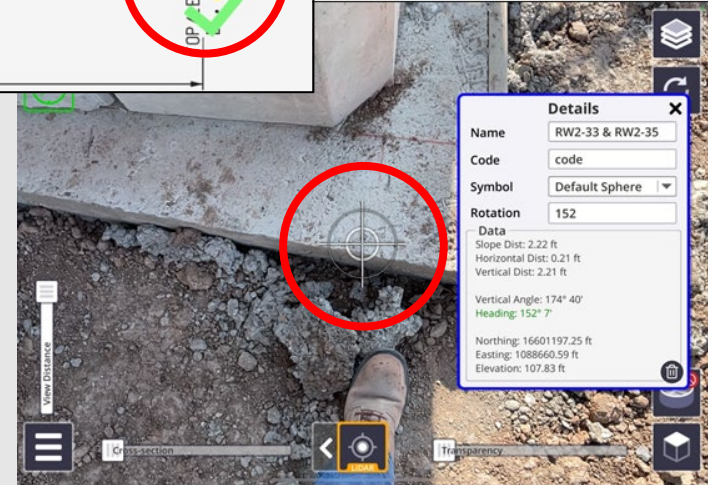 Details
Name RW2-33 & RW2-35
Code code
Symbol Default Sphere
Rotation 152
Data
Slope Dist: 2.22 ft
Horizontal Dist: 0.21 ft
Vertical Dist: 2.21 ft
Vertical Angle: 174° 40'
Heading: 152° 7'
Northing: 16601197.25 ft
Easting: 1088660.59 ft
Elevation: 107.83 ft
View Distance
Cross-section
LiDAR
Transparency